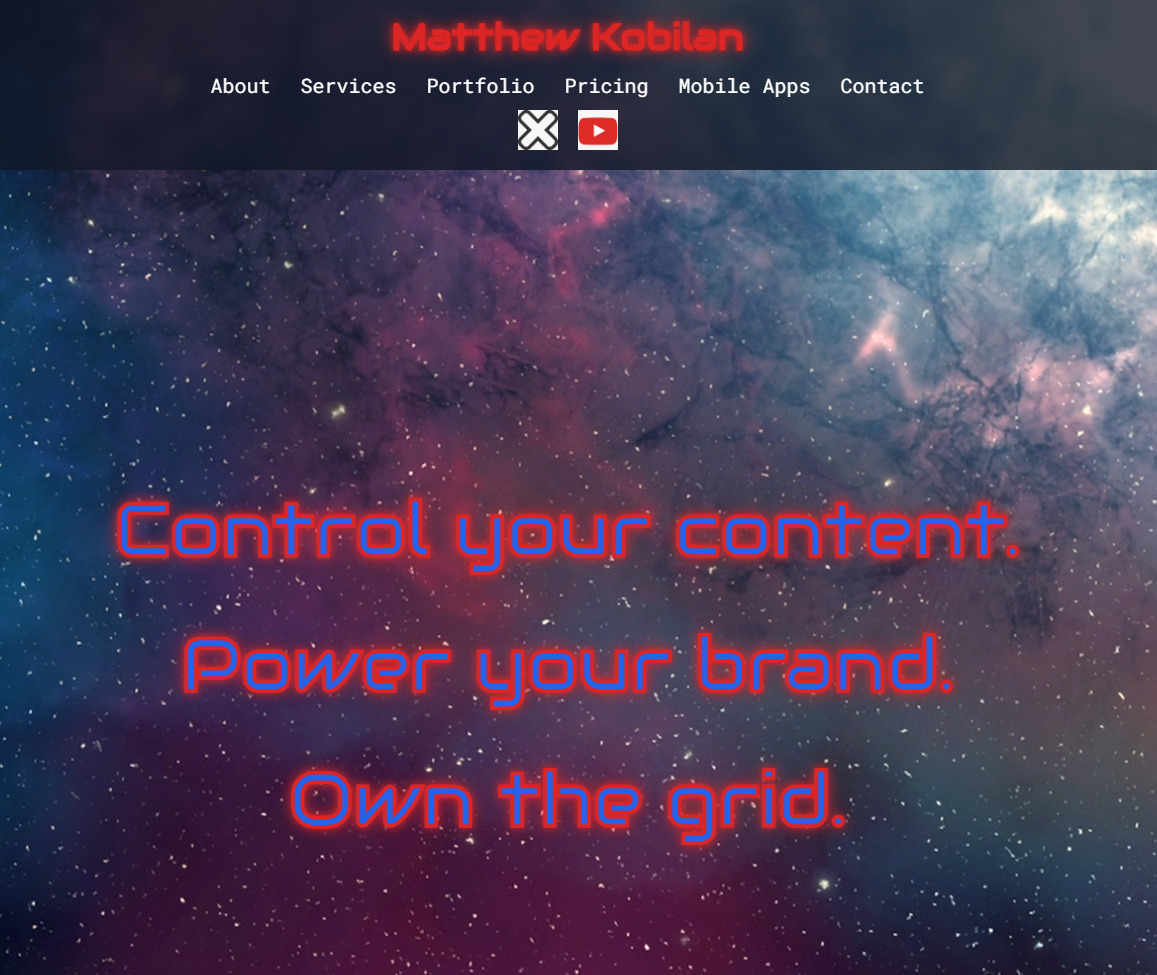 Matthew Kobilan
About Services Portfolio Pricing Mobile Apps Contact
Control your content.
Power your brand.
Own the grid.